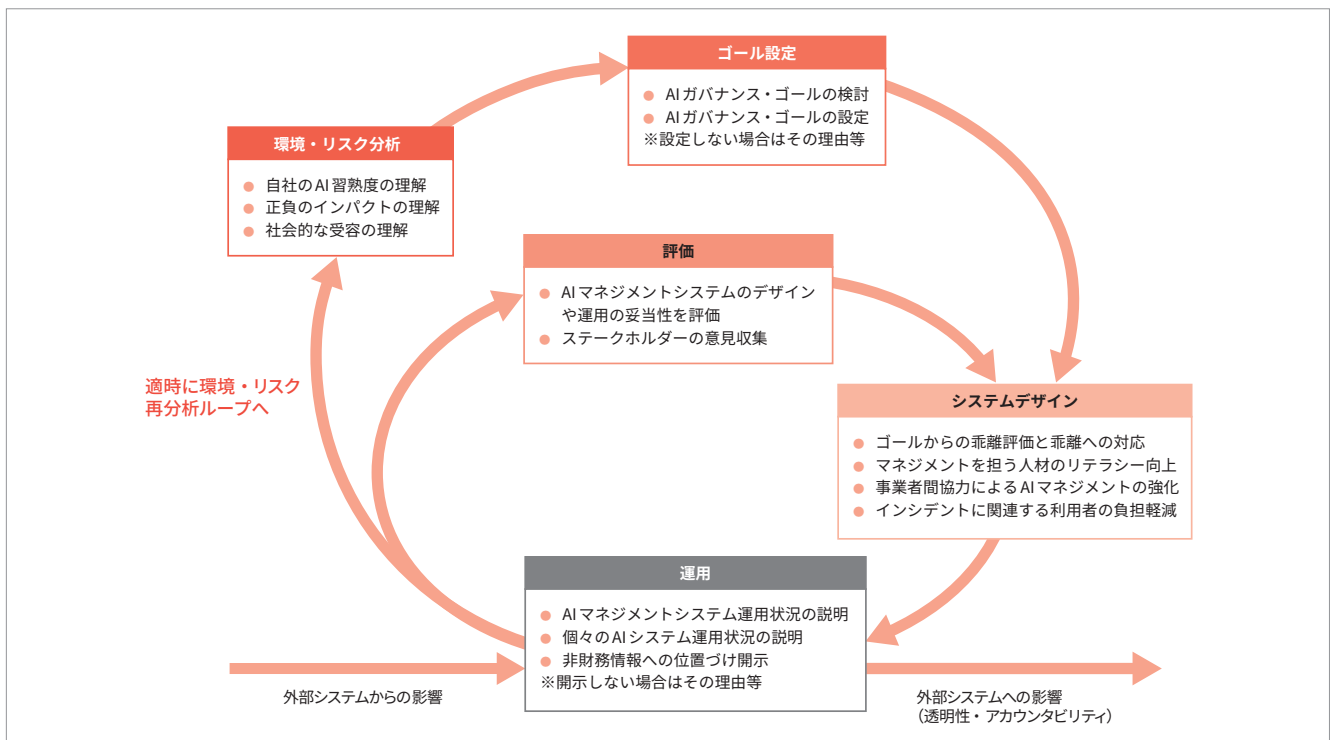 ゴール設定
● AIガバナンス・ゴールの検討
● AIガバナンス・ゴールの設定
※設定しない場合はその理由等
環境・リスク分析
● 自社のAI習熟度の理解
● 正負のインパクトの理解
● 社会的な受容の理解
評価
● AIマネジメントシステムのデザイン
や運用の妥当性を評価
● ステークホルダーの意見収集
適時に環境・リスク
再分析ループへ
システムデザイン
● ゴールからの乖離評価と乖離への対応
● マネジメントを担う人材のリテラシー向上
● 事業者間協力によるAIマネジメントの強化
● インシデントに関連する利用者の負担軽減
運用
● AIマネジメントシステム運用状況の説明
● 個々のAIシステム運用状況の説明
● 非財務情報への位置づけ開示
※開示しない場合はその理由等
外部システムからの影響
外部システムへの影響
（透明性・アカウンタビリティ）